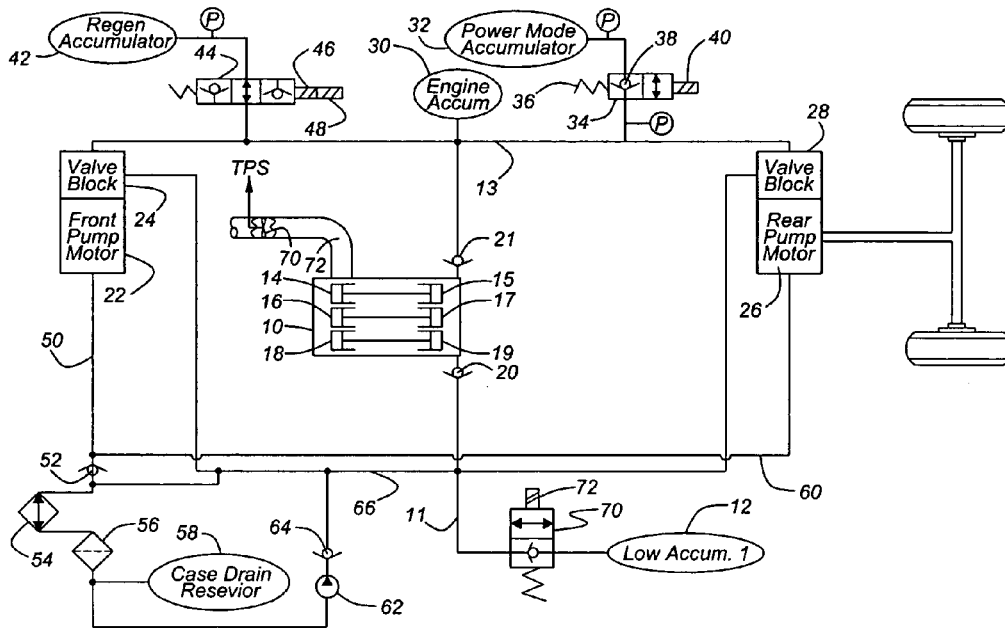 P
Regen
Accumulator
42
44
46
48
30
Engine
Accum
32
Power Mode
Accumulator
P
38
40
36
34
P
28
Valve
Block
24
Front
Pump
Motor
22
TPS
70
72
13
21
14
15
16
17
10
18
19
20
Valve
Block
Rear
Pump
Motor
26
50
52
54
56
58
Case Drain
Resevior
64
62
66
11
72
70
12
Low Accum. 1
60